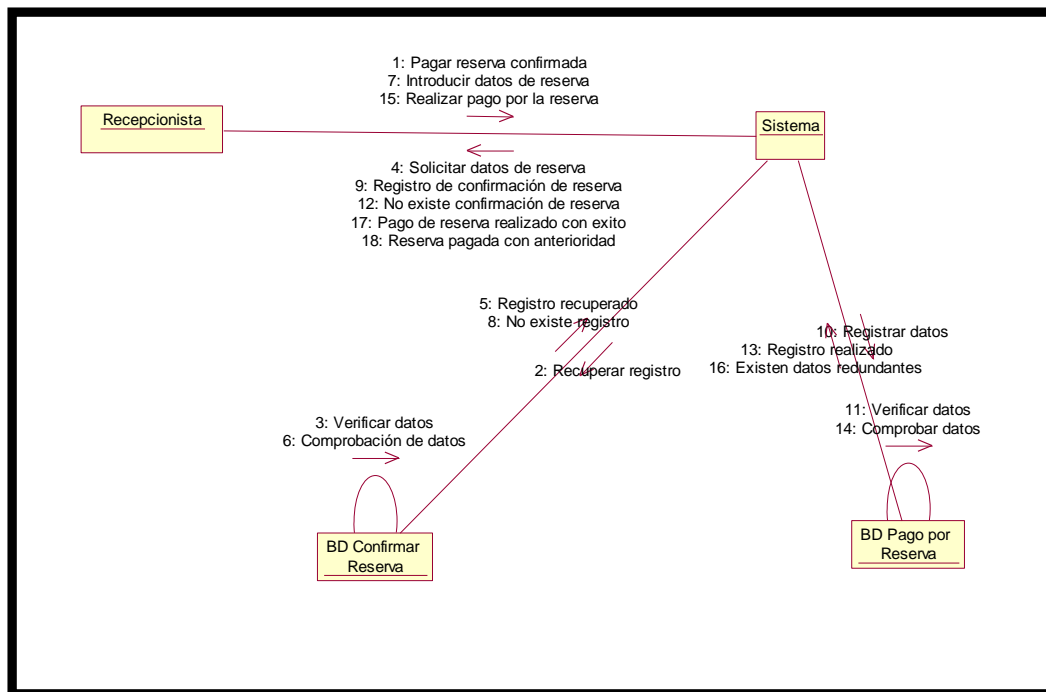 1: Pagar reserva confirmada
7: Introducir datos de reserva
15: Realizar pago por la reserva
Recepcionista
Sistema
4: Solicitar datos de reserva
9: Registro de confirmación de reserva
12: No existe confirmación de reserva
17: Pago de reserva realizado con exito
18: Reserva pagada con anterioridad
5: Registro recuperado
8: No existe registro
2: Recuperar registro
10: Registrar datos
13: Registro realizado
16: Existen datos redundantes
3: Verificar datos
6: Comprobación de datos
11: Verificar datos
14: Comprobar datos
BD Confirmar
Reserva
BD Pago por
Reserva